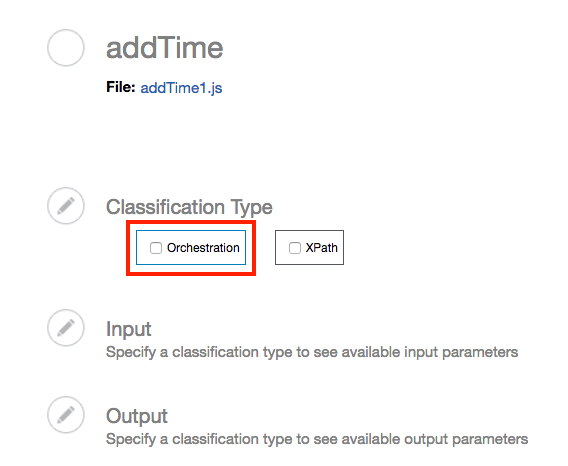 addTime
File: addTime1.js
Classification Type
Orchestration XPath
Input
Specify a classification type to see available input parameters
Output
Specify a classification type to see available output parameters